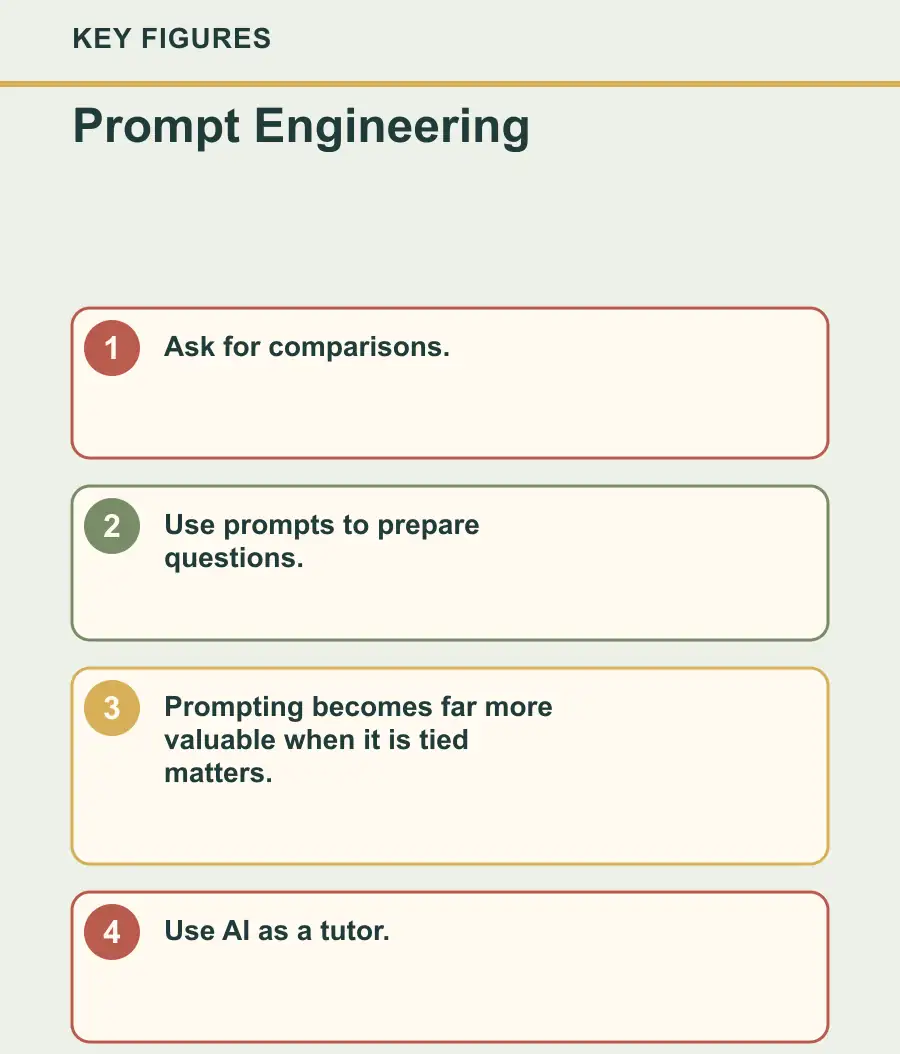 KEY FIGURES
Prompt Engineering
1
Ask for comparisons.
2
Use prompts to prepare
questions.
3
Prompting becomes far more
valuable when it is tied
matters.
4
Use AI as a tutor.